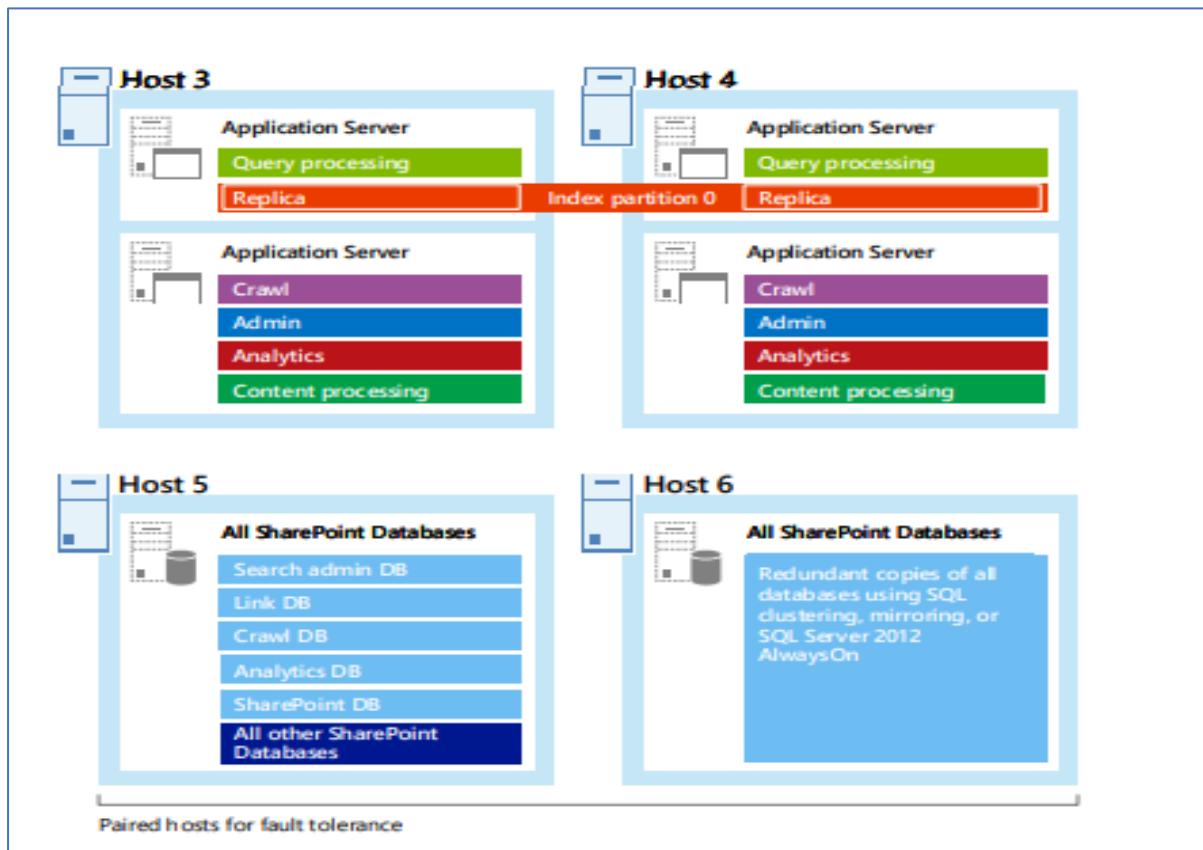 Host 3
Application Server
Query processing
Replica
Index partition 0
Application Server
Crawl
Admin
Analytics
Content processing
Host 4
Application Server
Query processing
Replica
Application Server
Crawl
Admin
Analytics
Content processing
Host 5
All SharePoint Databases
Search admin DB
Link DB
Crawl DB
Analytics DB
SharePoint DB
All other SharePoint
Databases
Host 6
All SharePoint Databases
Redundant copies of all
databases using SQL
clustering, mirroring, or
SQL Server 2012
AlwaysOn
Paired hosts for fault tolerance